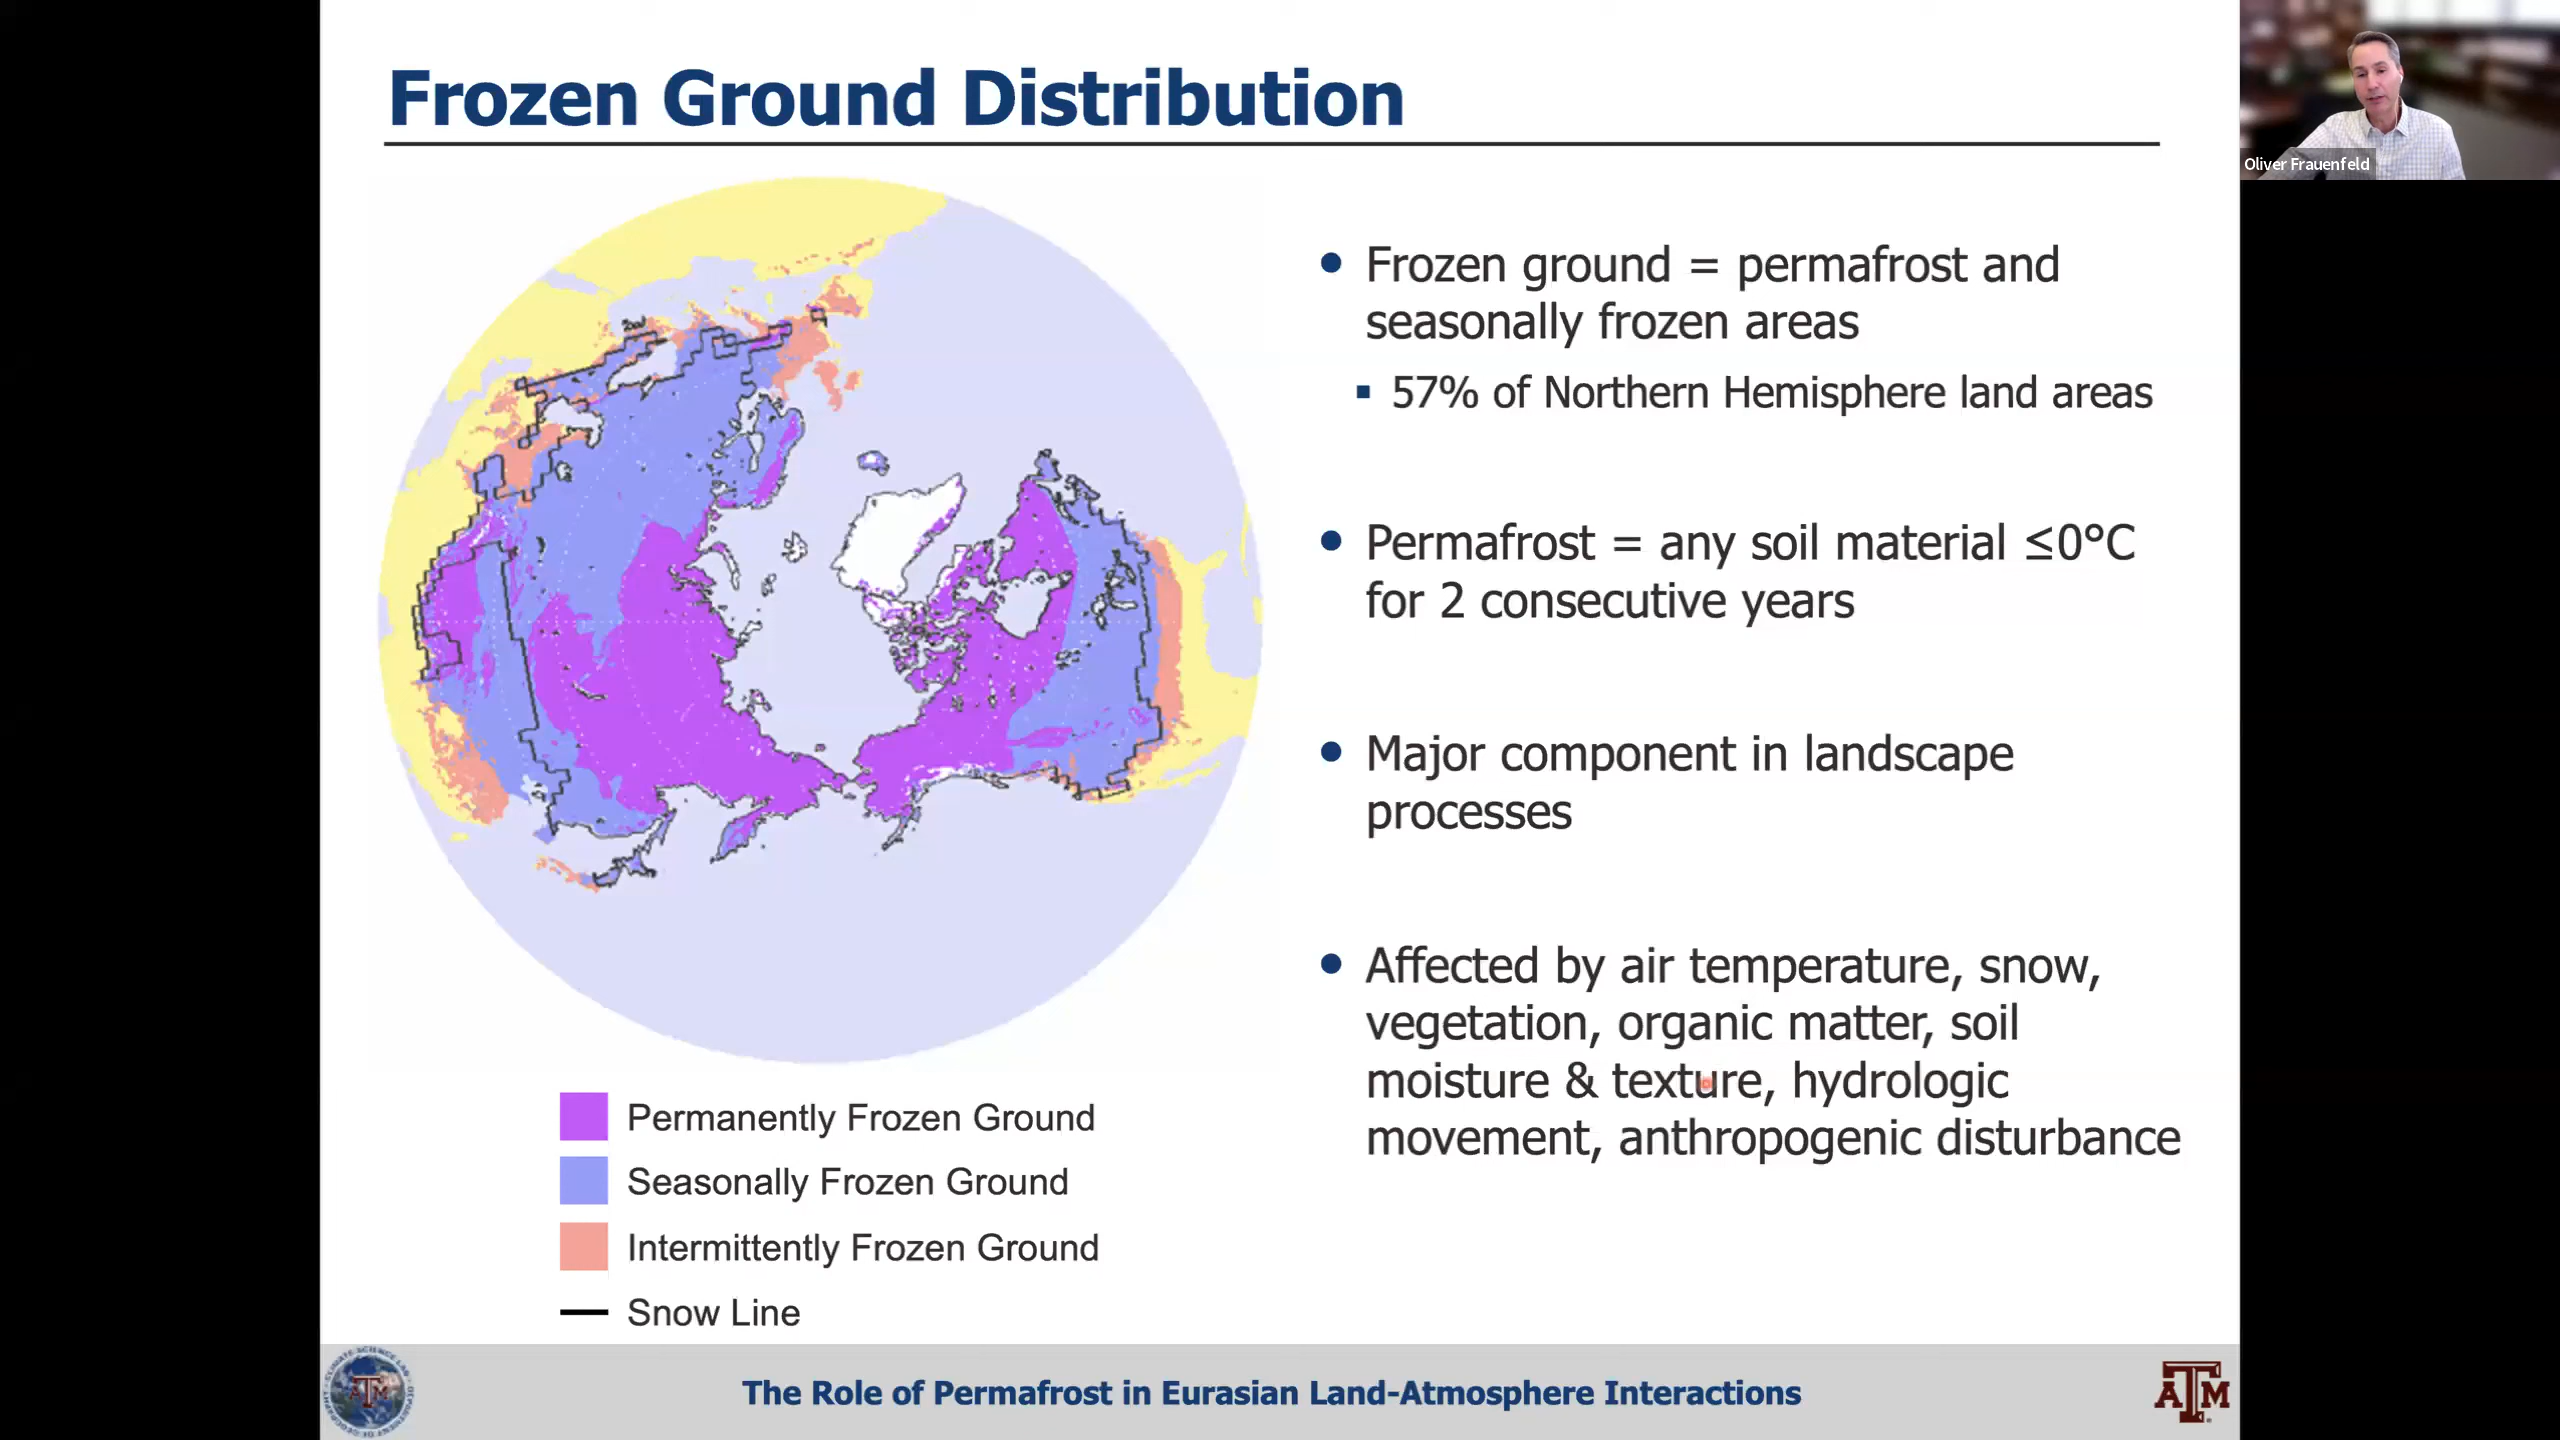 Frozen Ground Distribution
Oliver Frauenfeld
• Frozen ground = permafrost and
seasonally frozen areas
▪ 57% of Northern Hemisphere land areas
• Permafrost = any soil material ≤0°C
for 2 consecutive years
• Major component in landscape
processes
• Affected by air temperature, snow,
vegetation, organic matter, soil
moisture & texture, hydrologic
movement, anthropogenic disturbance
Permanently Frozen Ground
Seasonally Frozen Ground
Intermittently Frozen Ground
Snow Line
The Role of Permafrost in Eurasian Land-Atmosphere Interactions
ATM